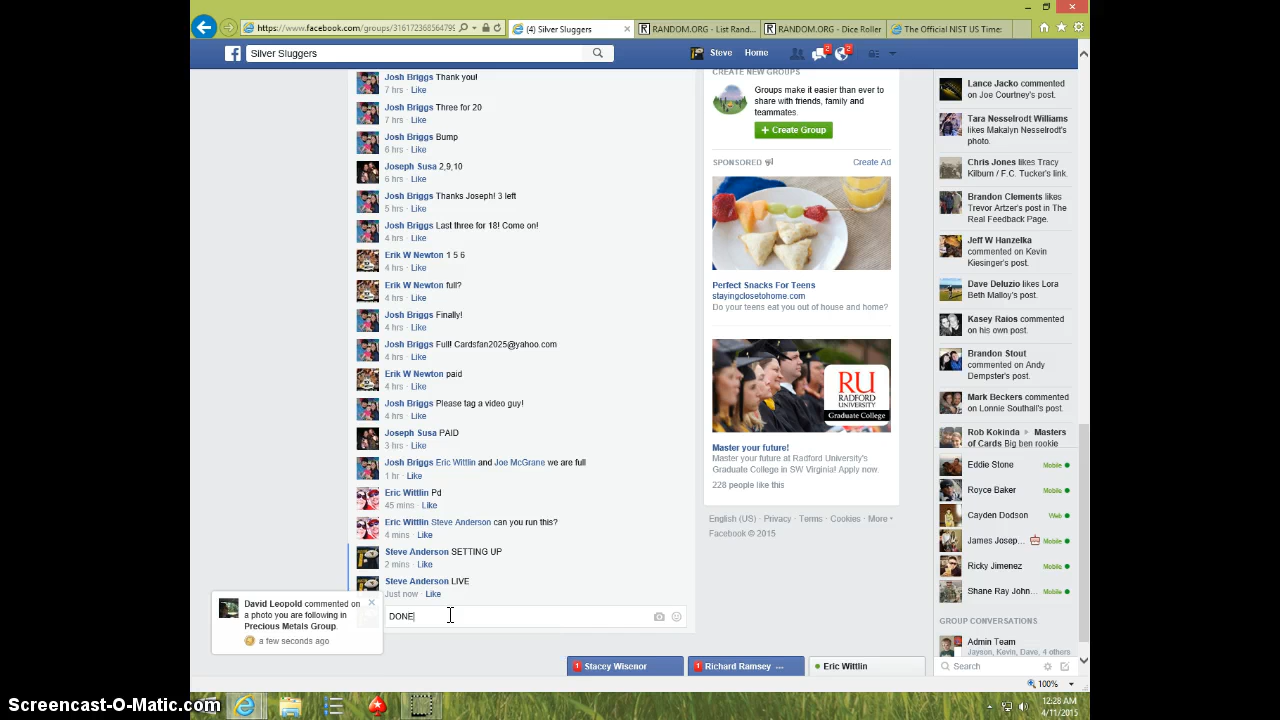 https://www.facebook.com/groups/316172368564799
(4) Silver Sluggers
RANDOM.ORG - List Rand...
RANDOM.ORG - Dice Roller
The Official NIST US Time:
Silver Sluggers
Steve
Home
2
2
Josh Briggs Thank you!
7 hrs · Like
Josh Briggs Three for 20
7 hrs · Like
Josh Briggs Bump
6 hrs · Like
Joseph Susa 2,9,10
6 hrs · Like
Josh Briggs Thanks Joseph! 3 left
5 hrs · Like
Josh Briggs Last three for 18! Come on!
4 hrs · Like
Erik W Newton 1 5 6
4 hrs · Like
Erik W Newton full?
4 hrs · Like
Josh Briggs Finally!
4 hrs · Like
Josh Briggs Full! Cardsfan2025@yahoo.com
4 hrs · Like
Erik W Newton paid
4 hrs · Like
Josh Briggs Please tag a video guy!
4 hrs · Like
Joseph Susa PAID
3 hrs · Like
Josh Briggs Eric Wittlin and Joe McGrane we are full
1 hr · Like
Eric Wittlin Pd
45 mins · Like
Eric Wittlin Steve Anderson can you run this?
4 mins · Like
Steve Anderson SETTING UP
2 mins · Like
Steve Anderson LIVE
Just now · Like
DONE
David Leopold commented on
a photo you are following in
Precious Metals Group.
a few seconds ago
CREATE NEW GROUPS
Groups make it easier than ever to
share with friends, family and
teammates.
+ Create Group
SPONSORED
Create Ad
Perfect Snacks For Teens
stayingclosetohome.com
Do your teens eat you out of house and home?
RU
RADFORD
UNIVERSITY
Graduate College
Master your future!
Master your future at Radford University's
Graduate College in SW Virginia! Apply now.
228 people like this
English (US) · Privacy · Terms · Cookies · More
Facebook © 2015
Lance Jacko commented
on Joe Courtney's post.
Tara Nesselrodt Williams
likes Makalyn Nesselrodt's
photo.
Chris Jones likes Tracy
Kilburn / F.C. Tucker's link.
Brandon Clements likes
Trevor Artzer's post in The
Real Feedback Page.
Jeff W Hanzelka
commented on Kevin
Kiesinger's post.
Dave Deluzio likes Lora
Beth Malloy's post.
Kasey Raios commented
on his own post.
Brandon Stout
commented on Andy
Dempster's post.
Mark Beckers commented
on Lonnie Southall's post.
Rob Kokinda ▸ Masters
of Cards Big ben rookie
Eddie Stone Mobile
Royce Baker Mobile
Cayden Dodson Web
James Josep... Mobile
Ricky Jimenez Mobile
Shane Ray John... Mobile
GROUP CONVERSATIONS
Admin Team
Jayson, Kevin, Dave, 4 others
Search
1 Stacey Wisenor
1 Richard Ramsey ...
Eric Wittlin
100%
12:28 AM
4/11/2015
Screencast-O-Matic.com